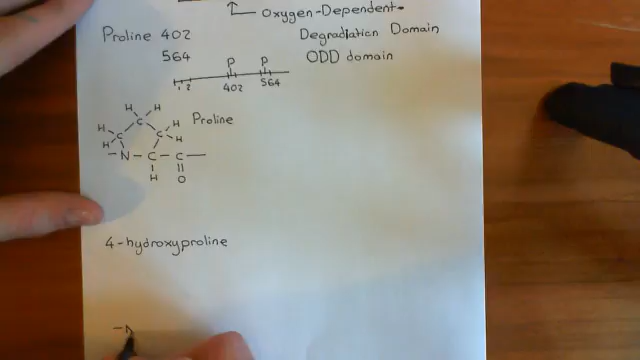 Oxygen-Dependent-
Proline 402 Degradation Domain
564 ODD domain
P P
1 2 402 564
H H
H C H
H C C H
Proline
- N - C - C -
H O
4-hydroxyproline
-N